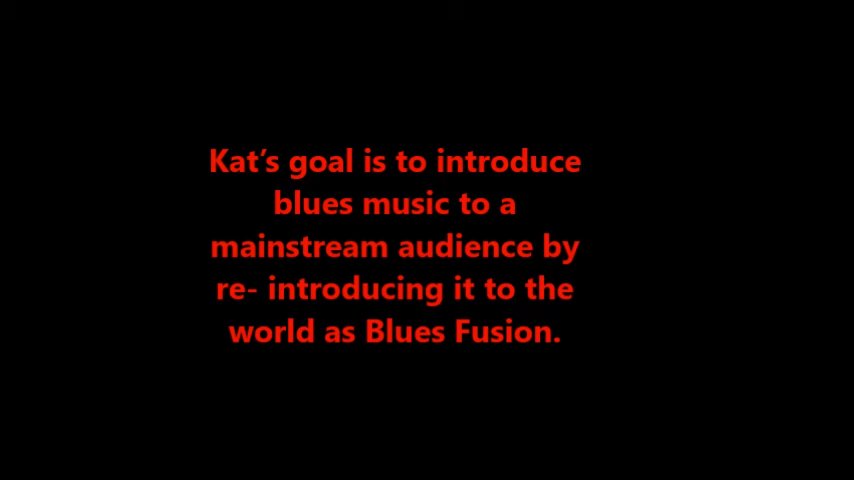 Kat’s goal is to introduce
blues music to a
mainstream audience by
re- introducing it to the
world as Blues Fusion.